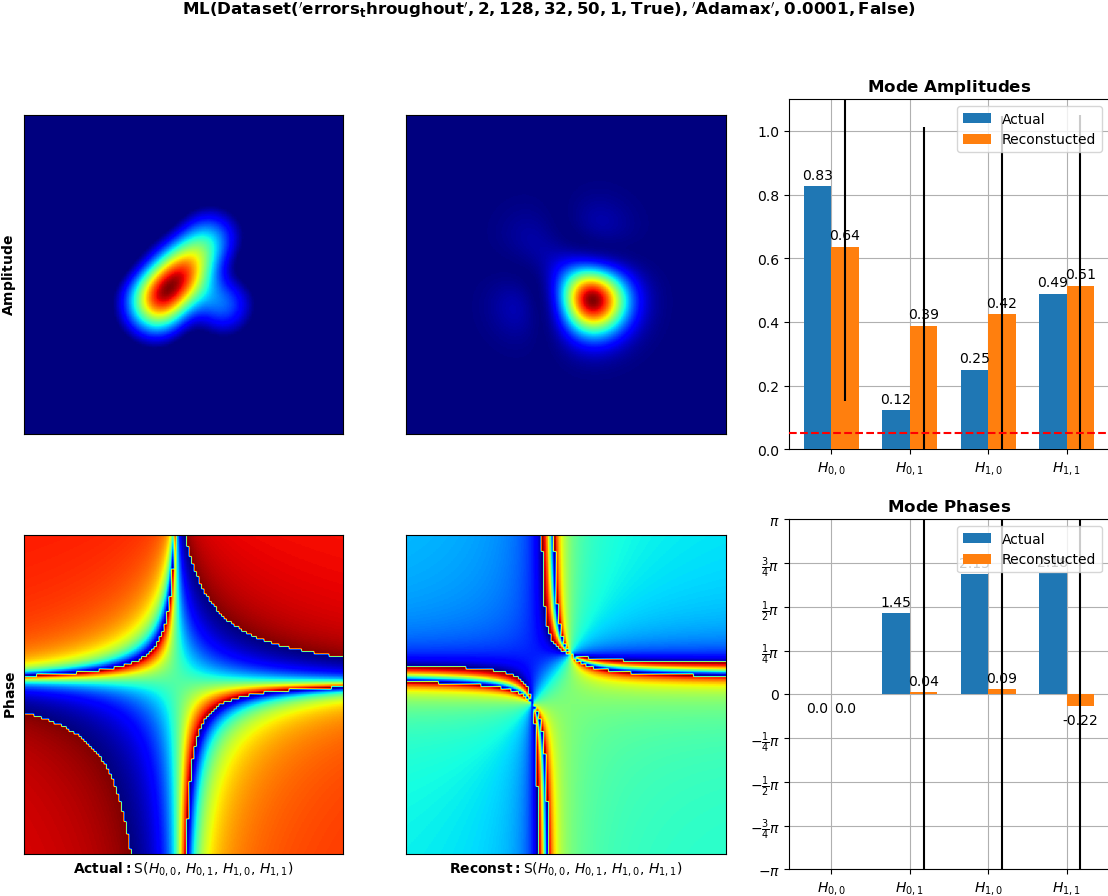 ML(Dataset('errors_throughout', 2, 128, 32, 50, 1, True), 'Adamax', 0.0001, False)
Mode Amplitudes
Amplitude
1.0
0.8
0.6
0.4
0.2
0.0
Actual
Reconstucted
0.83
0.64
0.12
0.39
0.25
0.42
0.49
0.51
H0,0
H0,1
H1,0
H1,1
Mode Phases
Phase
π
3/4π
1/2π
1/4π
0
−1/4π
−1/2π
−3/4π
−π
Actual
Reconstucted
0.0
0.0
1.45
0.04
0.09
-0.22
H0,0
H0,1
H1,0
H1,1
Actual: S(H0,0, H0,1, H1,0, H1,1)
Reconst: S(H0,0, H0,1, H1,0, H1,1)